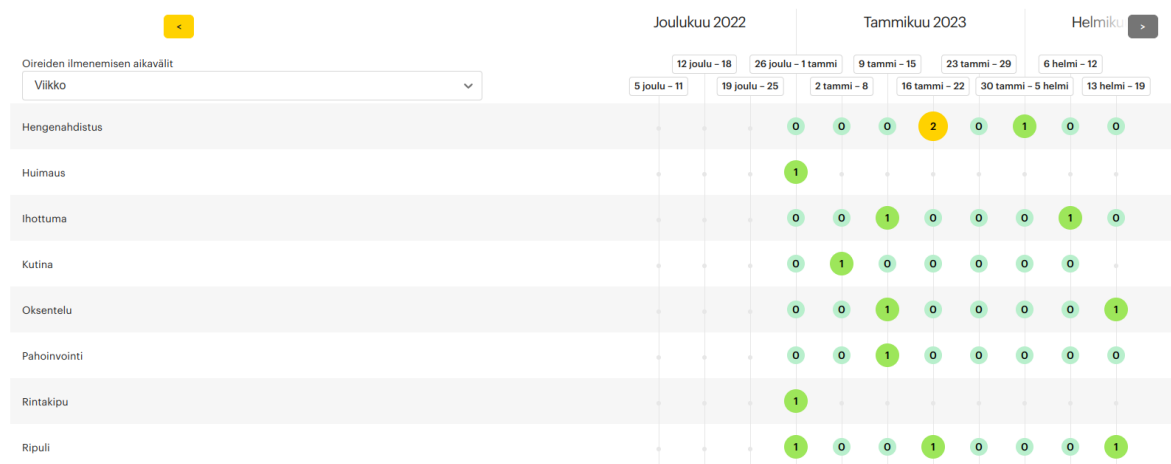 <
Joulukuu 2022 Tammikuu 2023 Helmiku >
Oireiden ilmenemisen aikavälit
12 joulu – 18 26 joulu – 1 tammi 9 tammi – 15 23 tammi – 29 6 helmi – 12
Viikko
5 joulu – 11 19 joulu – 25 2 tammi – 8 16 tammi – 22 30 tammi – 5 helmi 13 helmi – 19
Hengenahdistus 0 0 0 2 0 1 0 0
Huimaus 1
Ihottuma 0 0 1 0 0 0 1 0
Kutina 0 1 0 0 0 0 0
Oksentelu 0 0 1 0 0 0 0 1
Pahoinvointi 0 0 1 0 0 0 0 0
Rintakipu 1
Ripuli 1 0 0 1 0 0 0 1